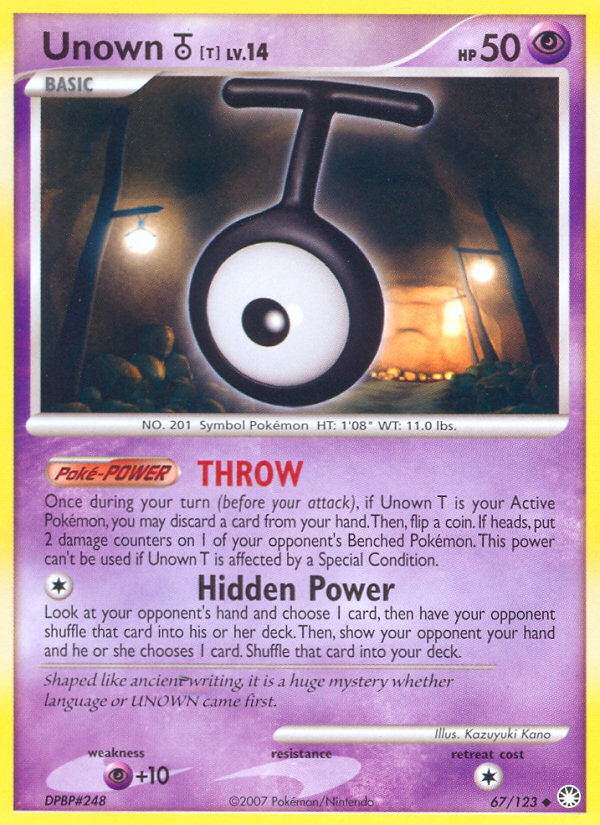 Unown [T] LV.14 HP 50
BASIC
NO. 201 Symbol Pokémon HT: 1'08" WT: 11.0 lbs.
Poké-POWER THROW
Once during your turn (before your attack), if Unown T is your Active
Pokémon, you may discard a card from your hand. Then, flip a coin. If heads, put
2 damage counters on 1 of your opponent's Benched Pokémon. This power
can't be used if Unown T is affected by a Special Condition.
Hidden Power
Look at your opponent's hand and choose 1 card, then have your opponent
shuffle that card into his or her deck. Then, show your opponent your hand
and he or she chooses 1 card. Shuffle that card into your deck.
Shaped like ancient writing, it is a huge mystery whether
language or UNOWN came first.
Illus. Kazuyuki Kano
weakness resistance retreat cost
+10
DPBP#248 ©2007 Pokémon/Nintendo 67/123